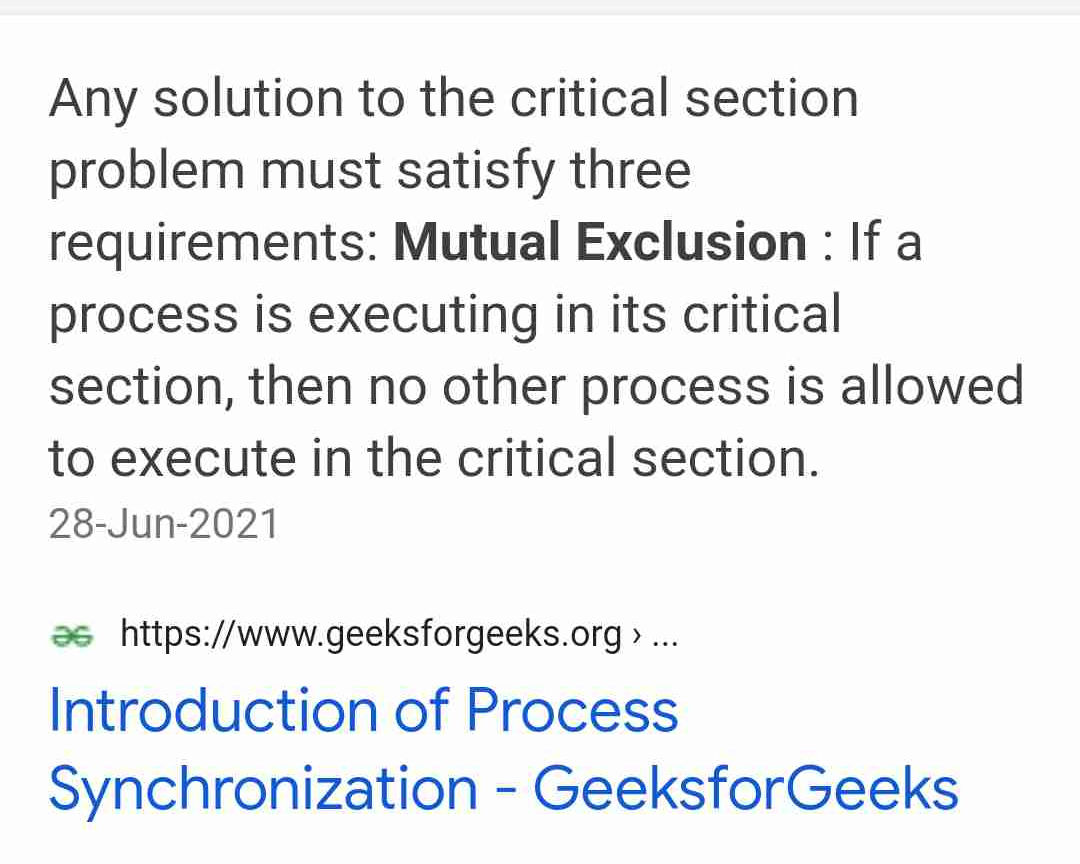 Any solution to the critical section
problem must satisfy three
requirements: Mutual Exclusion : If a
process is executing in its critical
section, then no other process is allowed
to execute in the critical section.
28-Jun-2021
https://www.geeksforgeeks.org › ...
Introduction of Process
Synchronization - GeeksforGeeks